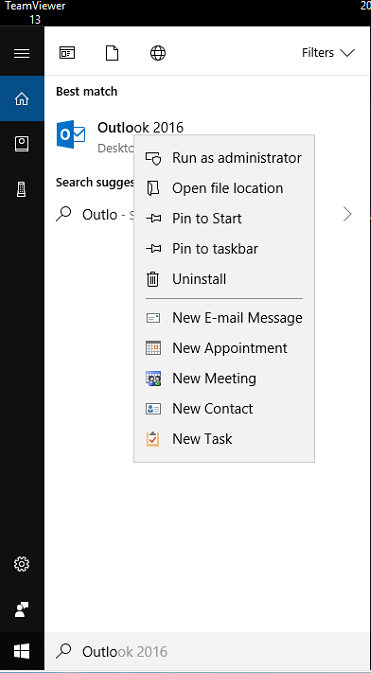 TeamViewer
13
20
Filters
Best match
Outlook 2016
Deskto
Run as administrator
Open file location
Pin to Start
Pin to taskbar
Uninstall
New E-mail Message
New Appointment
New Meeting
New Contact
New Task
Search sugges
Outlo - S
Outlook 2016